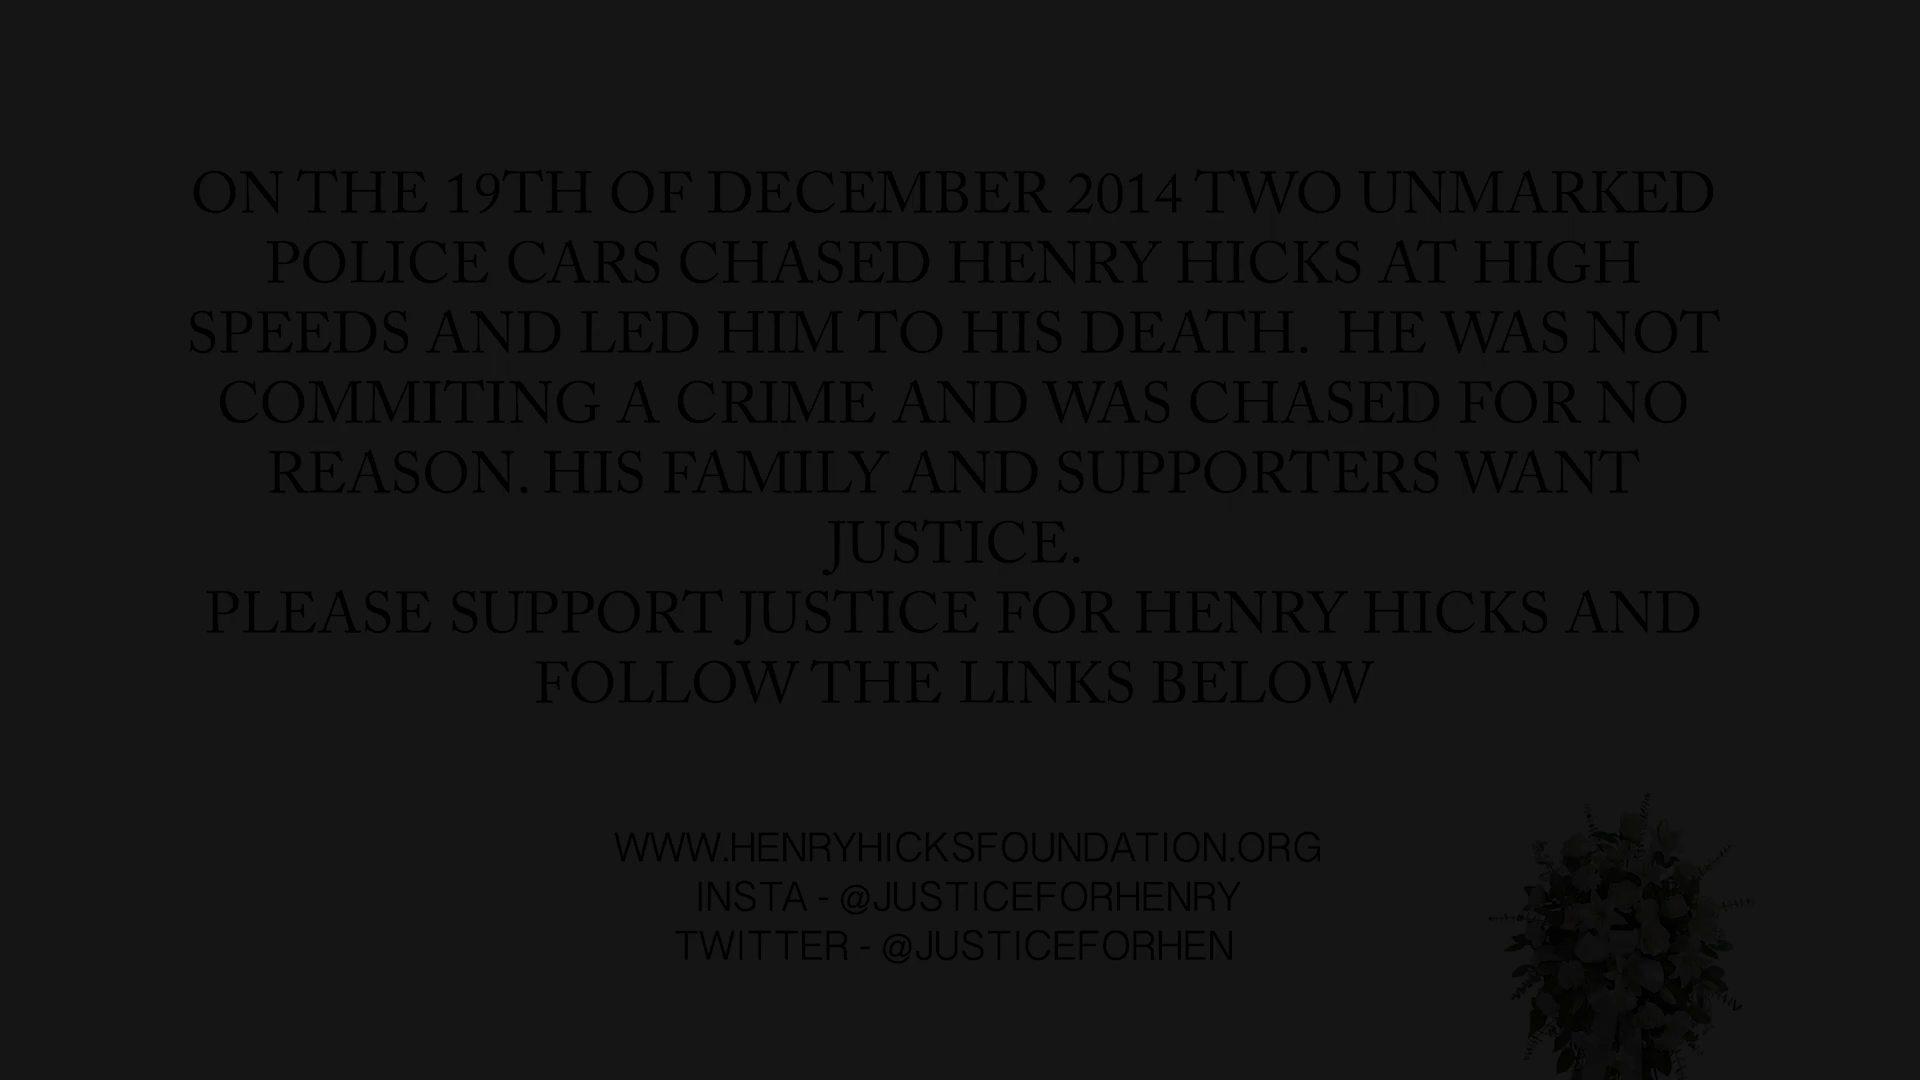 ON THE 19TH OF DECEMBER 2014 TWO UNMARKED
POLICE CARS CHASED HENRY HICKS AT HIGH
SPEEDS AND LED HIM TO HIS DEATH. HE WAS NOT
COMMITING A CRIME AND WAS CHASED FOR NO
REASON. HIS FAMILY AND SUPPORTERS WANT
JUSTICE.
PLEASE SUPPORT JUSTICE FOR HENRY HICKS AND
FOLLOW THE LINKS BELOW
WWW.HENRYHICKSFOUNDATION.ORG
INSTA - @JUSTICEFORHENRY
TWITTER - @JUSTICEFORHEN